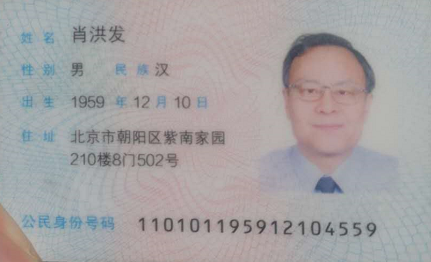 姓名 肖洪发
性别 男 民族 汉
出生 1959 年 12 月 10 日
住址 北京市朝阳区紫南家园
210楼8门502号
公民身份号码 110101195912104559